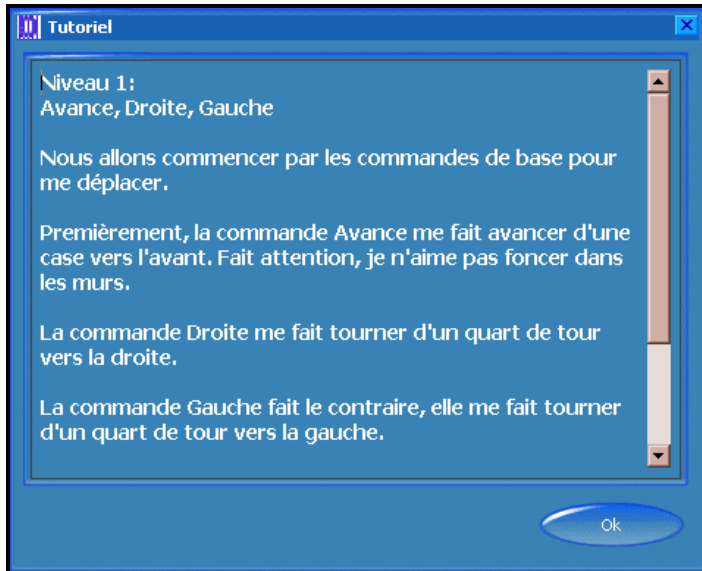 Tutoriel
Niveau 1:
Avance, Droite, Gauche
Nous allons commencer par les commandes de base pour
me déplacer.
Premièrement, la commande Avance me fait avancer d'une
case vers l'avant. Fait attention, je n'aime pas foncer dans
les murs.
La commande Droite me fait tourner d'un quart de tour
vers la droite.
La commande Gauche fait le contraire, elle me fait tourner
d'un quart de tour vers la gauche.
Ok